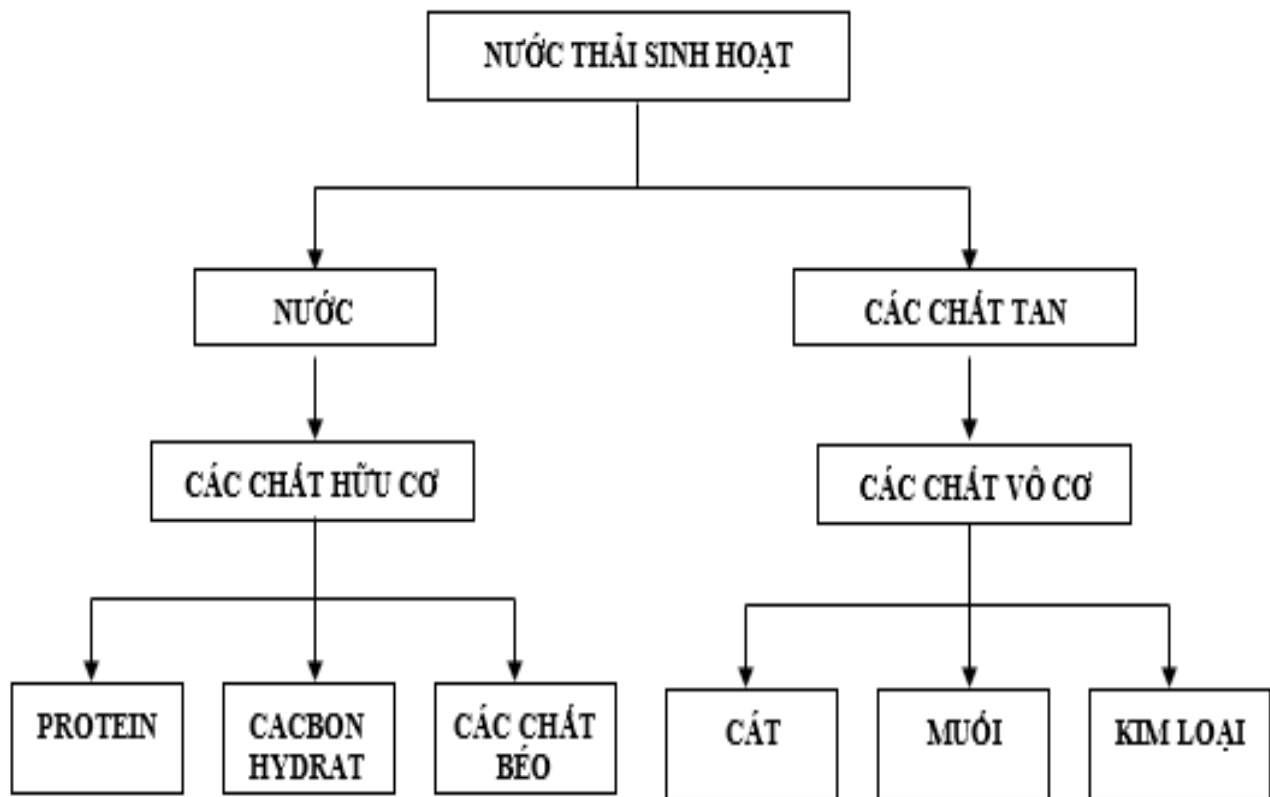 NƯỚC THẢI SINH HOẠT
NƯỚC
CÁC CHẤT TAN
CÁC CHẤT HỮU CƠ
CÁC CHẤT VÔ CƠ
PROTEIN
CACBON
HYDRAT
CÁC CHẤT
BÉO
CÁT
MUỐI
KIM LOẠI